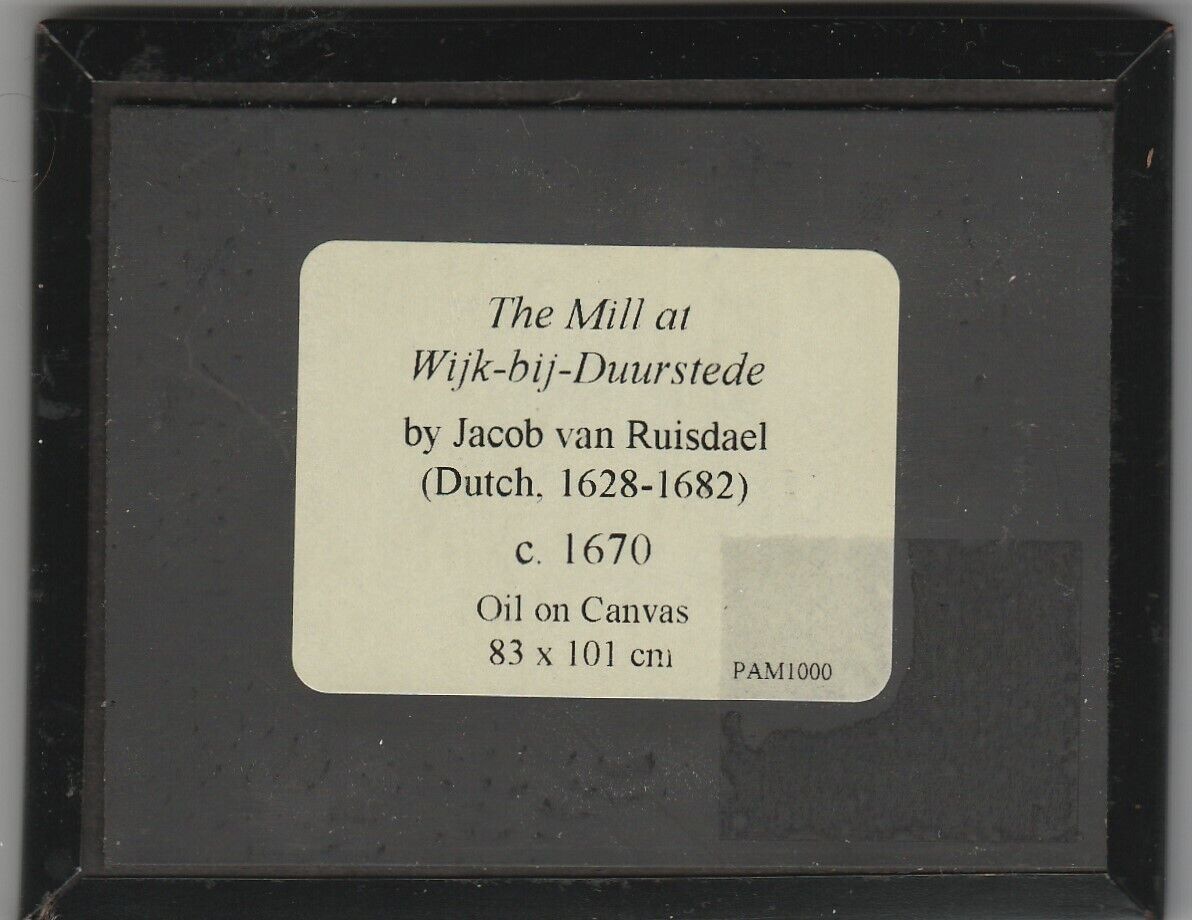 The Mill at
Wijk-bij-Duurstede
by Jacob van Ruisdael
(Dutch, 1628-1682)
c. 1670
Oil on Canvas
83 x 101 cm
PAM1000